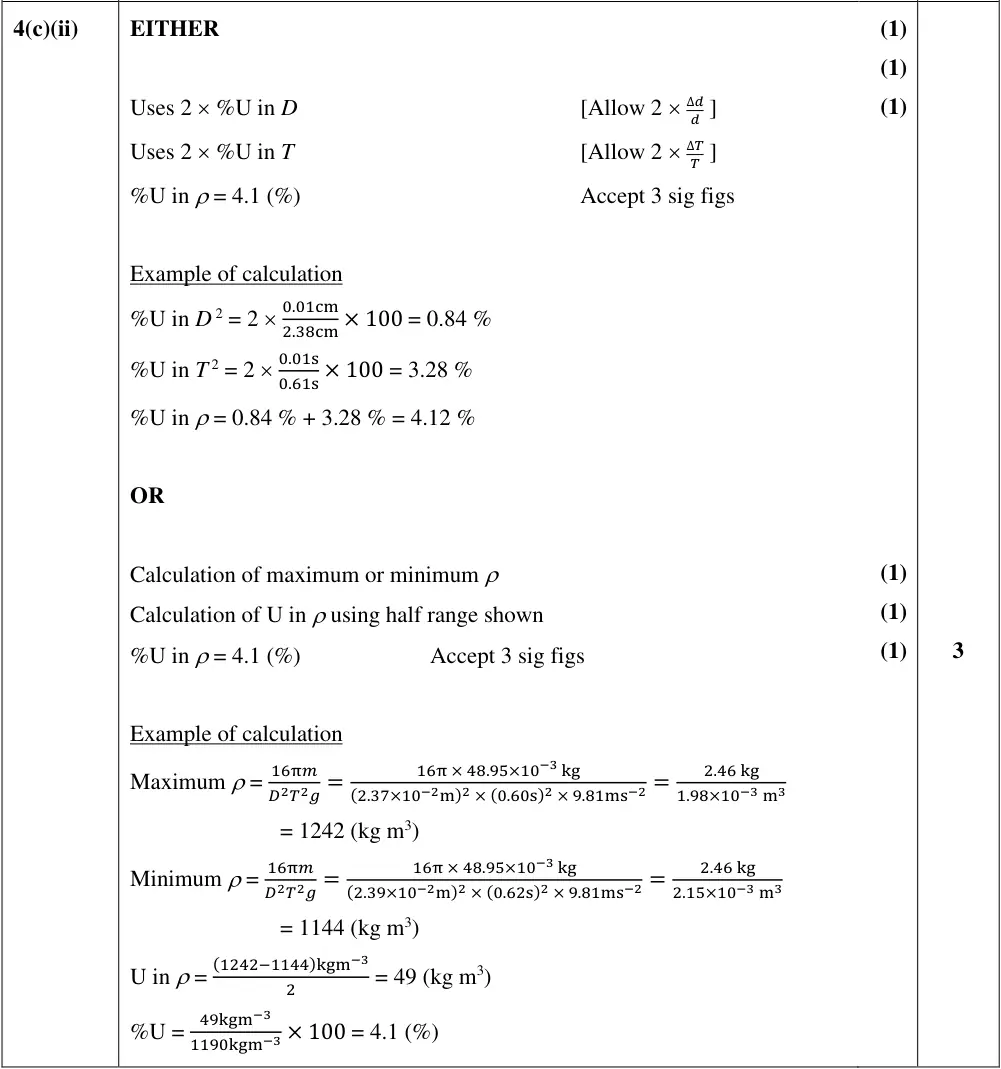 4(c)(ii) EITHER (1)
(1)
Uses 2 × %U in D [Allow 2 × Δd/d ] (1)
Uses 2 × %U in T [Allow 2 × ΔT/T ]
%U in ρ = 4.1 (%) Accept 3 sig figs
Example of calculation
%U in D² = 2 × 0.01cm/2.38cm × 100 = 0.84 %
%U in T² = 2 × 0.01s/0.61s × 100 = 3.28 %
%U in ρ = 0.84 % + 3.28 % = 4.12 %
OR
Calculation of maximum or minimum ρ (1)
Calculation of U in ρ using half range shown (1)
%U in ρ = 4.1 (%) Accept 3 sig figs (1) 3
Example of calculation
Maximum ρ = 16πm/D²T²g = 16π × 48.95×10⁻³ kg/(2.37×10⁻²m)² × (0.60s)² × 9.81ms⁻² = 2.46 kg/1.98×10⁻³ m³
= 1242 (kg m³)
Minimum ρ = 16πm/D²T²g = 16π × 48.95×10⁻³ kg/(2.39×10⁻²m)² × (0.62s)² × 9.81ms⁻² = 2.46 kg/2.15×10⁻³ m³
= 1144 (kg m³)
U in ρ = (1242−1144)kgm⁻³/2 = 49 (kg m³)
%U = 49kgm⁻³/1190kgm⁻³ × 100 = 4.1 (%)